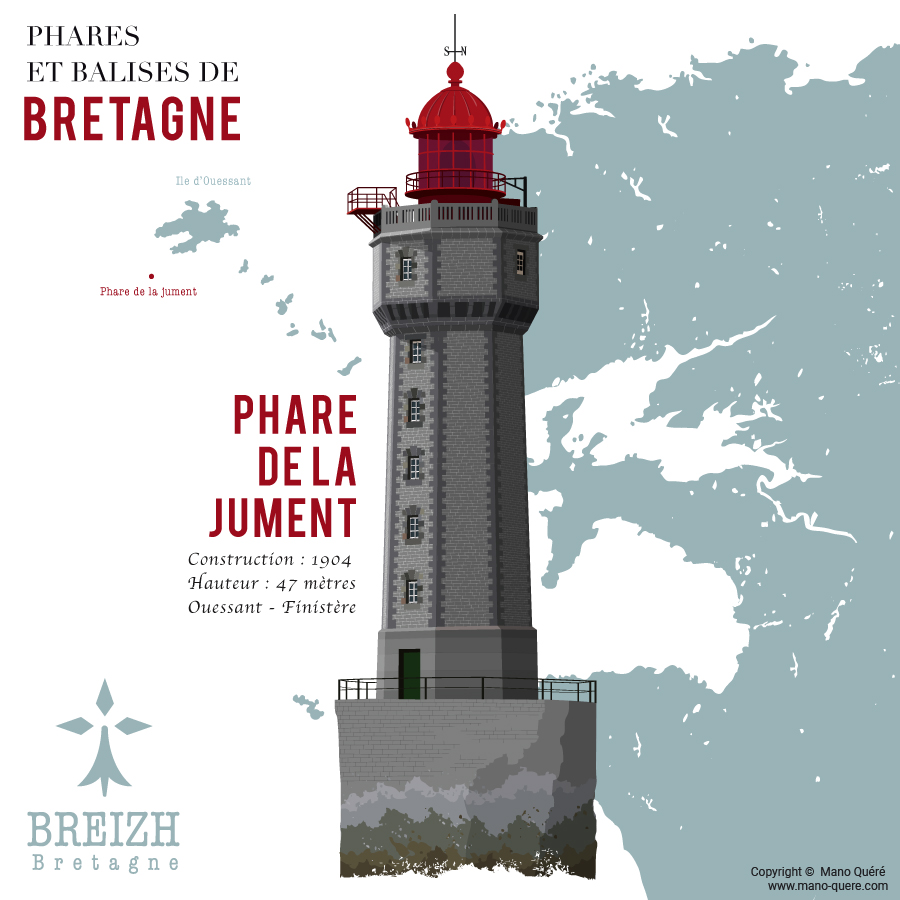 PHARES
ET BALISES DE
BRETAGNE
S N
Ile d'Ouessant
Phare de la jument
PHARE
DE LA
JUMENT
Construction : 1904
Hauteur : 47 mètres
Ouessant - Finistère
BREIZH
Bretagne
Copyright © Mano Quéré
www.mano-quere.com